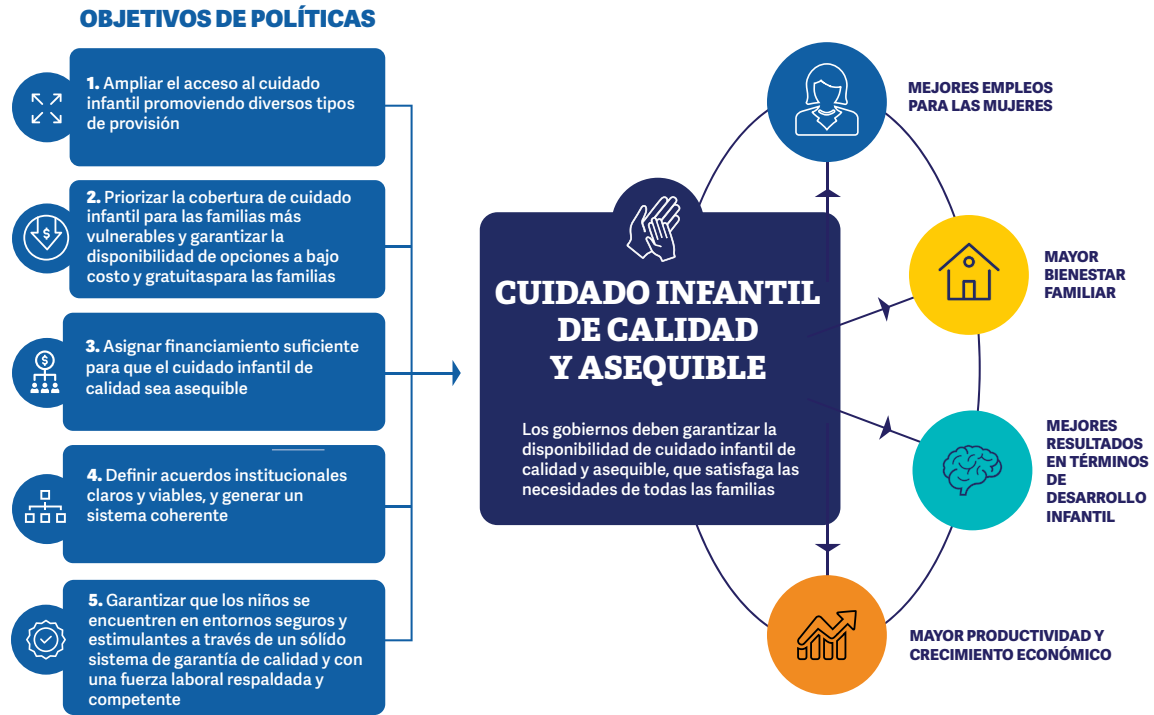 OBJETIVOS DE POLÍTICAS
1. Ampliar el acceso al cuidado
infantil promoviendo diversos tipos
de provisión
2. Priorizar la cobertura de cuidado
infantil para las familias más
vulnerables y garantizar la
disponibilidad de opciones a bajo
costo y gratuitaspara las familias
3. Asignar financiamiento suficiente
para que el cuidado infantil de
calidad sea asequible
4. Definir acuerdos institucionales
claros y viables, y generar un
sistema coherente
5. Garantizar que los niños se
encuentren en entornos seguros y
estimulantes a través de un sólído
sistema de garantía de calidad y con
una fuerza laboral respaldada y
competente
CUIDADO INFANTIL
DE CALIDAD
Y ASEQUIBLE
Los gobiernos deben garantizar la
disponibilidad de cuidado infantil de
calidad y asequible, que satisfaga las
necesidades de todas las familias
MEJORES EMPLEOS
PARA LAS MUJERES
MAYOR
BIENESTAR
FAMILIAR
MEJORES
RESULTADOS
EN TÉRMINOS
DE
DESARROLLO
INFANTIL
MAYOR PRODUCTIVIDAD Y
CRECIMIENTO ECONÓMICO